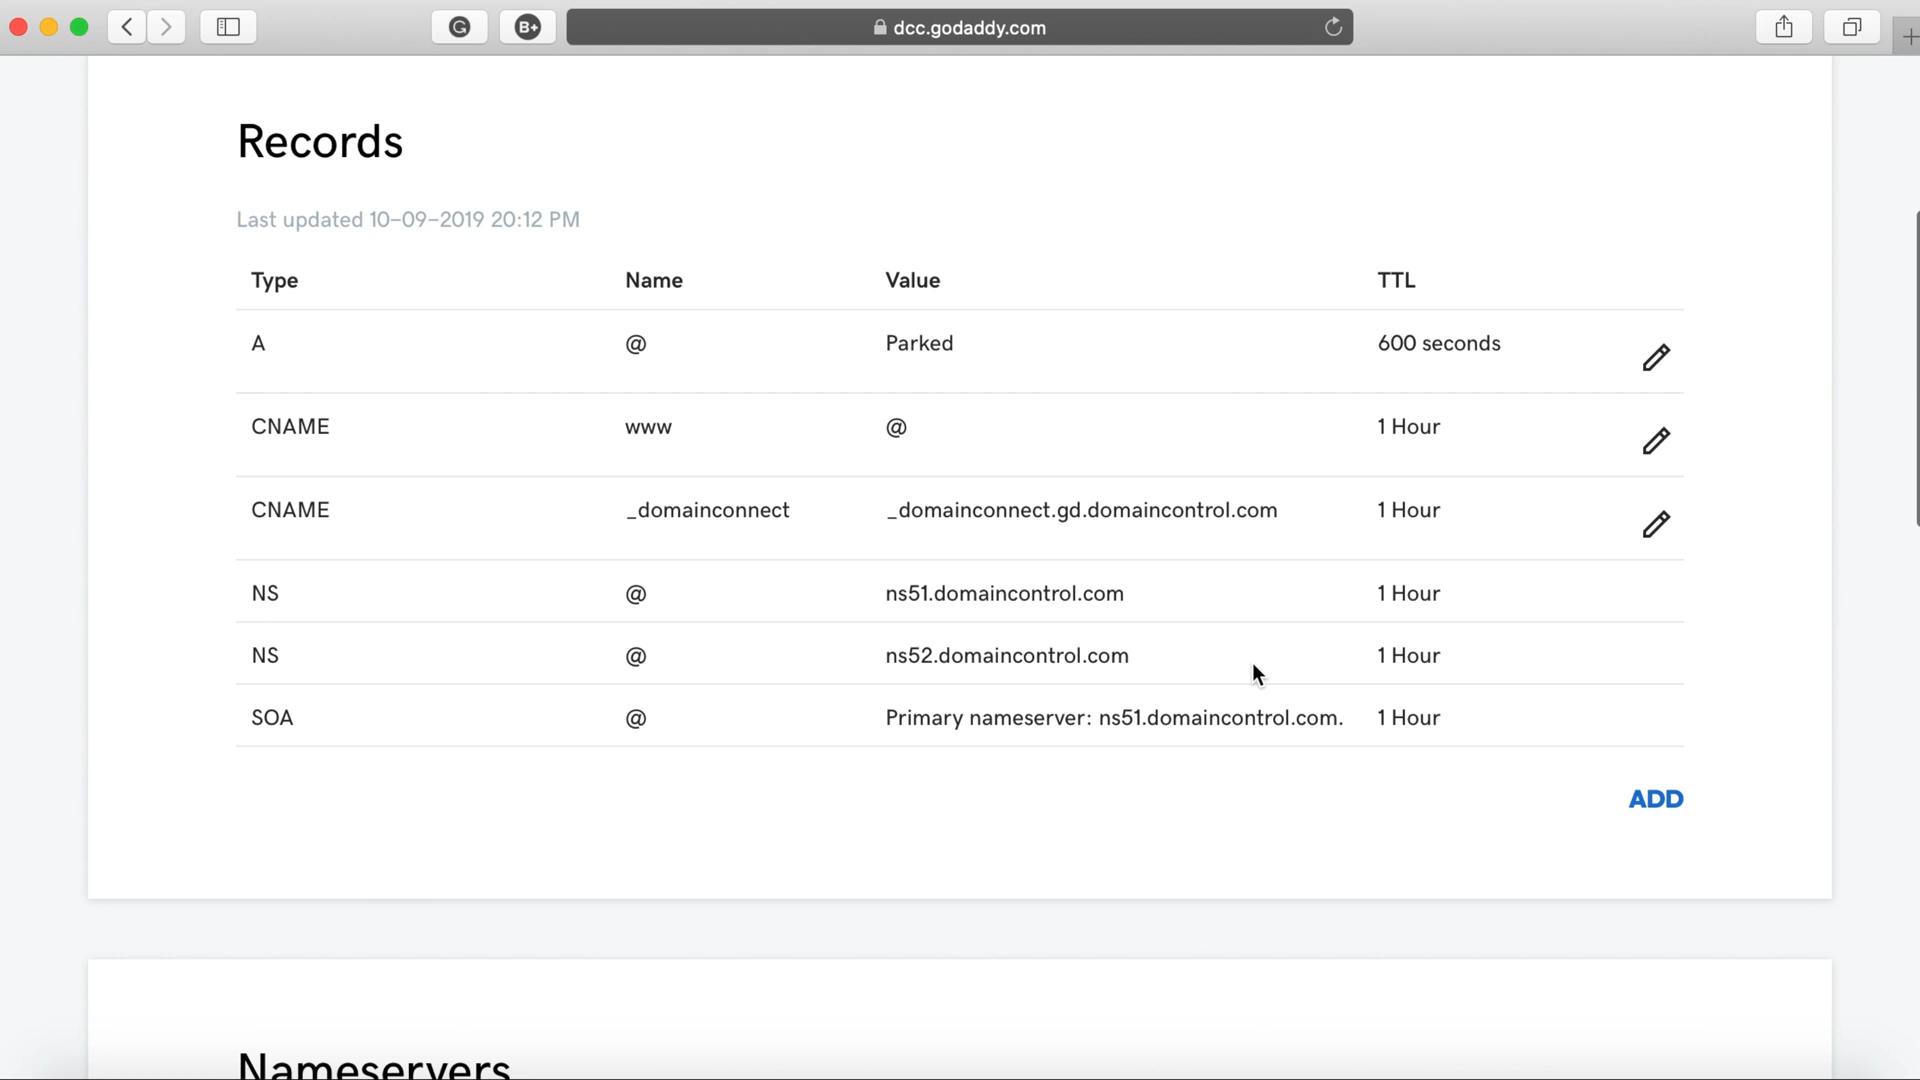 G B+ dcc.godaddy.com
Records
Last updated 10-09-2019 20:12 PM
Type Name Value TTL
A @ Parked 600 seconds
CNAME www @ 1 Hour
CNAME _domainconnect _domainconnect.gd.domaincontrol.com 1 Hour
NS @ ns51.domaincontrol.com 1 Hour
NS @ ns52.domaincontrol.com 1 Hour
SOA @ Primary nameserver: ns51.domaincontrol.com. 1 Hour
ADD
Nameservers